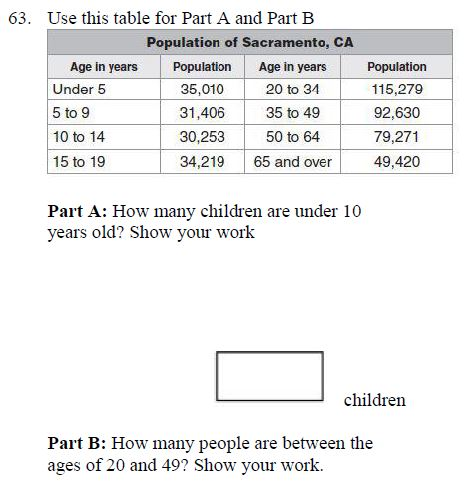 63. Use this table for Part A and Part B
Population of Sacramento, CA
Age in years Population Age in years Population
Under 5 35,010 20 to 34 115,279
5 to 9 31,406 35 to 49 92,630
10 to 14 30,253 50 to 64 79,271
15 to 19 34,219 65 and over 49,420
Part A: How many children are under 10
years old? Show your work
children
Part B: How many people are between the
ages of 20 and 49? Show your work.